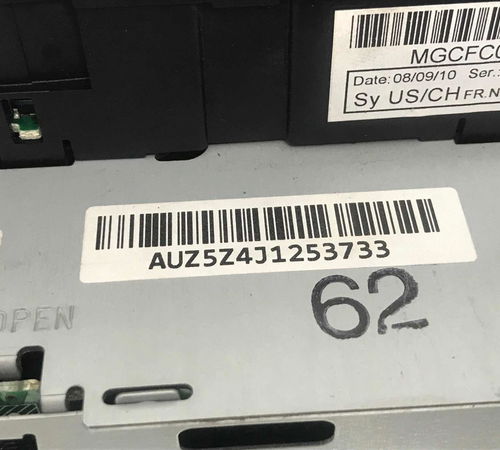 MGCFC0
Date: 08/09/10 Ser.:
Sy US/CH FR.N
AUZ5Z4J1253733
62
OPEN